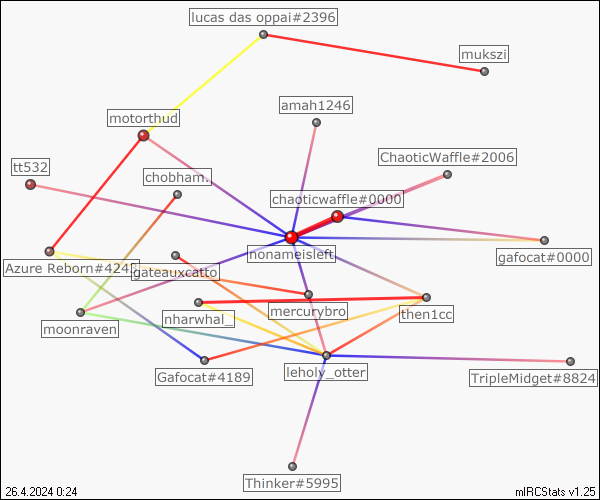 lucas das oppai#2396
mukszi
amah1246
motorthud
ChaoticWaffle#2006
tt532
chobham.
chaoticwaffle#0000
nonameisleft
gafocat#0000
Azure Reborn#424
gateauxcatto
mercurybro
then1cc
nharwhal_
moonraven
leholy_otter
Gafocat#4189
TripleMidget#8824
Thinker#5995
26.4.2024 0:24
mIRCStats v1.25